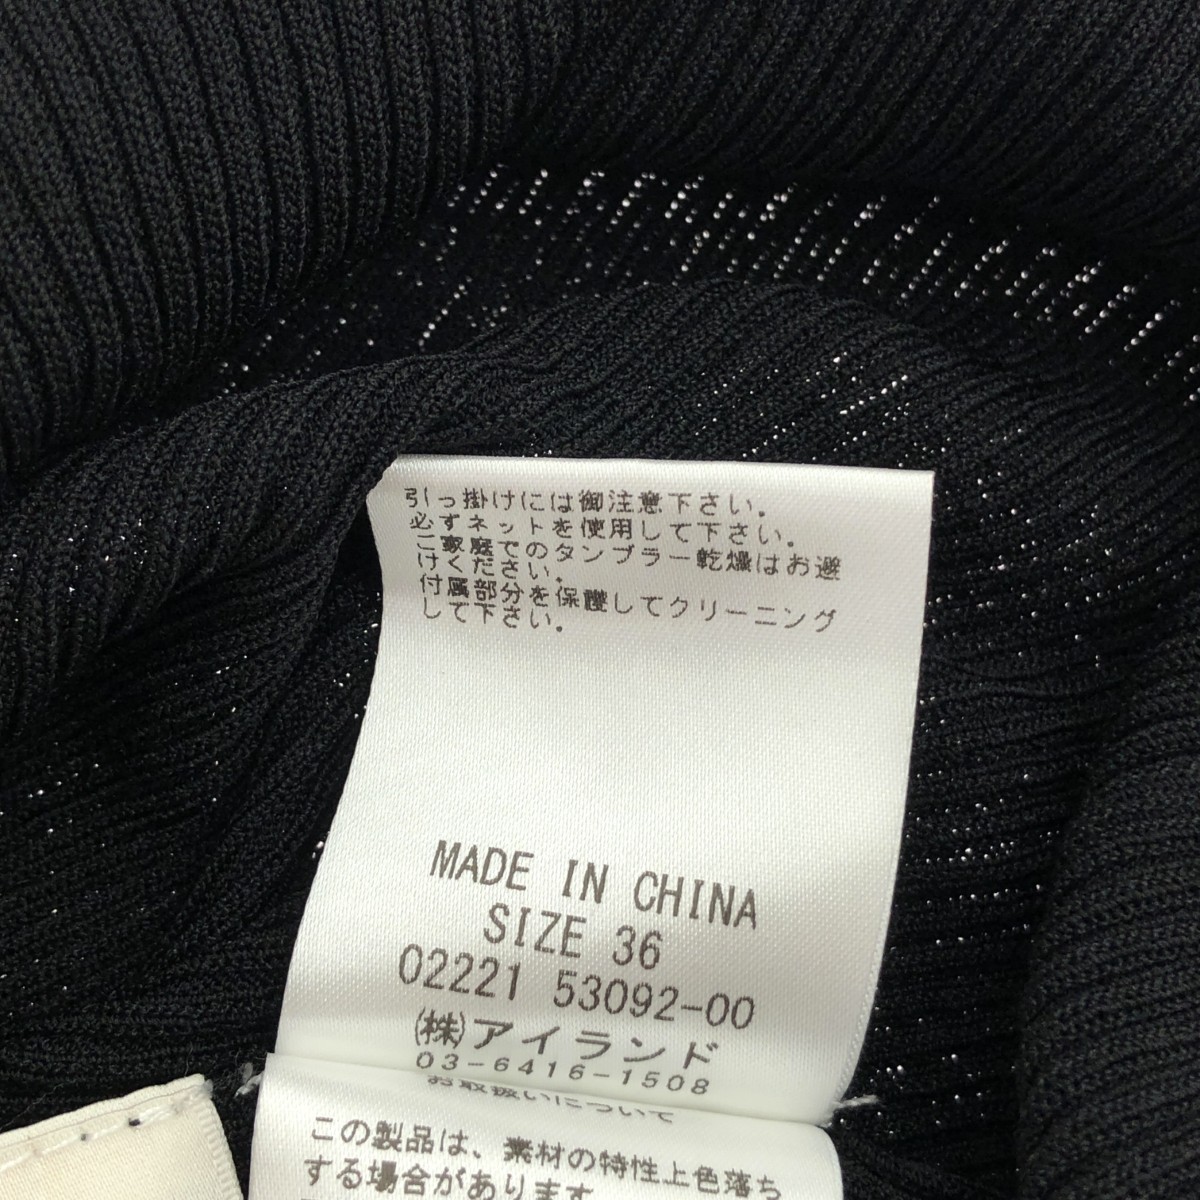 引っ掛けには御注意下さい。
必ずネットを使用して下さい。
ご家庭でのタンブラー乾燥はお避
けください。
付属部分を保護してクリーニング
して下さい。
MADE IN CHINA
SIZE 36
02221 53092-00
(株)アイランド
03-6416-1508
お取扱いについて
この製品は、素材の特性上色落ち
する場合があります